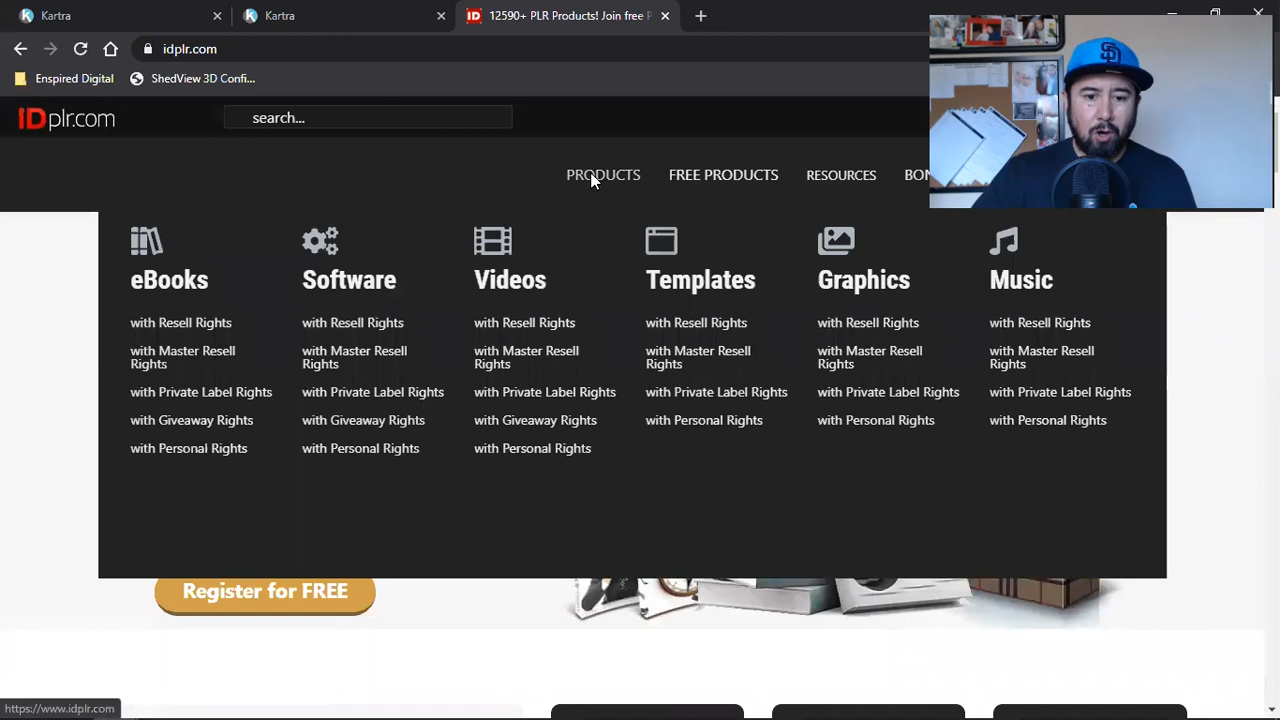 Kartra
Kartra
ID 12590+ PLR Products! Join free P
idplr.com
Enspired Digital
ShedView 3D Confi...
IDplr.com
search...
PRODUCTS
FREE PRODUCTS
RESOURCES
BON
SD
eBooks
with Resell Rights
with Master Resell
Rights
with Private Label Rights
with Giveaway Rights
with Personal Rights
Software
with Resell Rights
with Master Resell
Rights
with Private Label Rights
with Giveaway Rights
with Personal Rights
Videos
with Resell Rights
with Master Resell
Rights
with Private Label Rights
with Giveaway Rights
with Personal Rights
Templates
with Resell Rights
with Master Resell
Rights
with Private Label Rights
with Personal Rights
Graphics
with Resell Rights
with Master Resell
Rights
with Private Label Rights
with Personal Rights
Music
with Resell Rights
with Master Resell
Rights
with Private Label Rights
with Personal Rights
Register for FREE
https://www.idplr.com